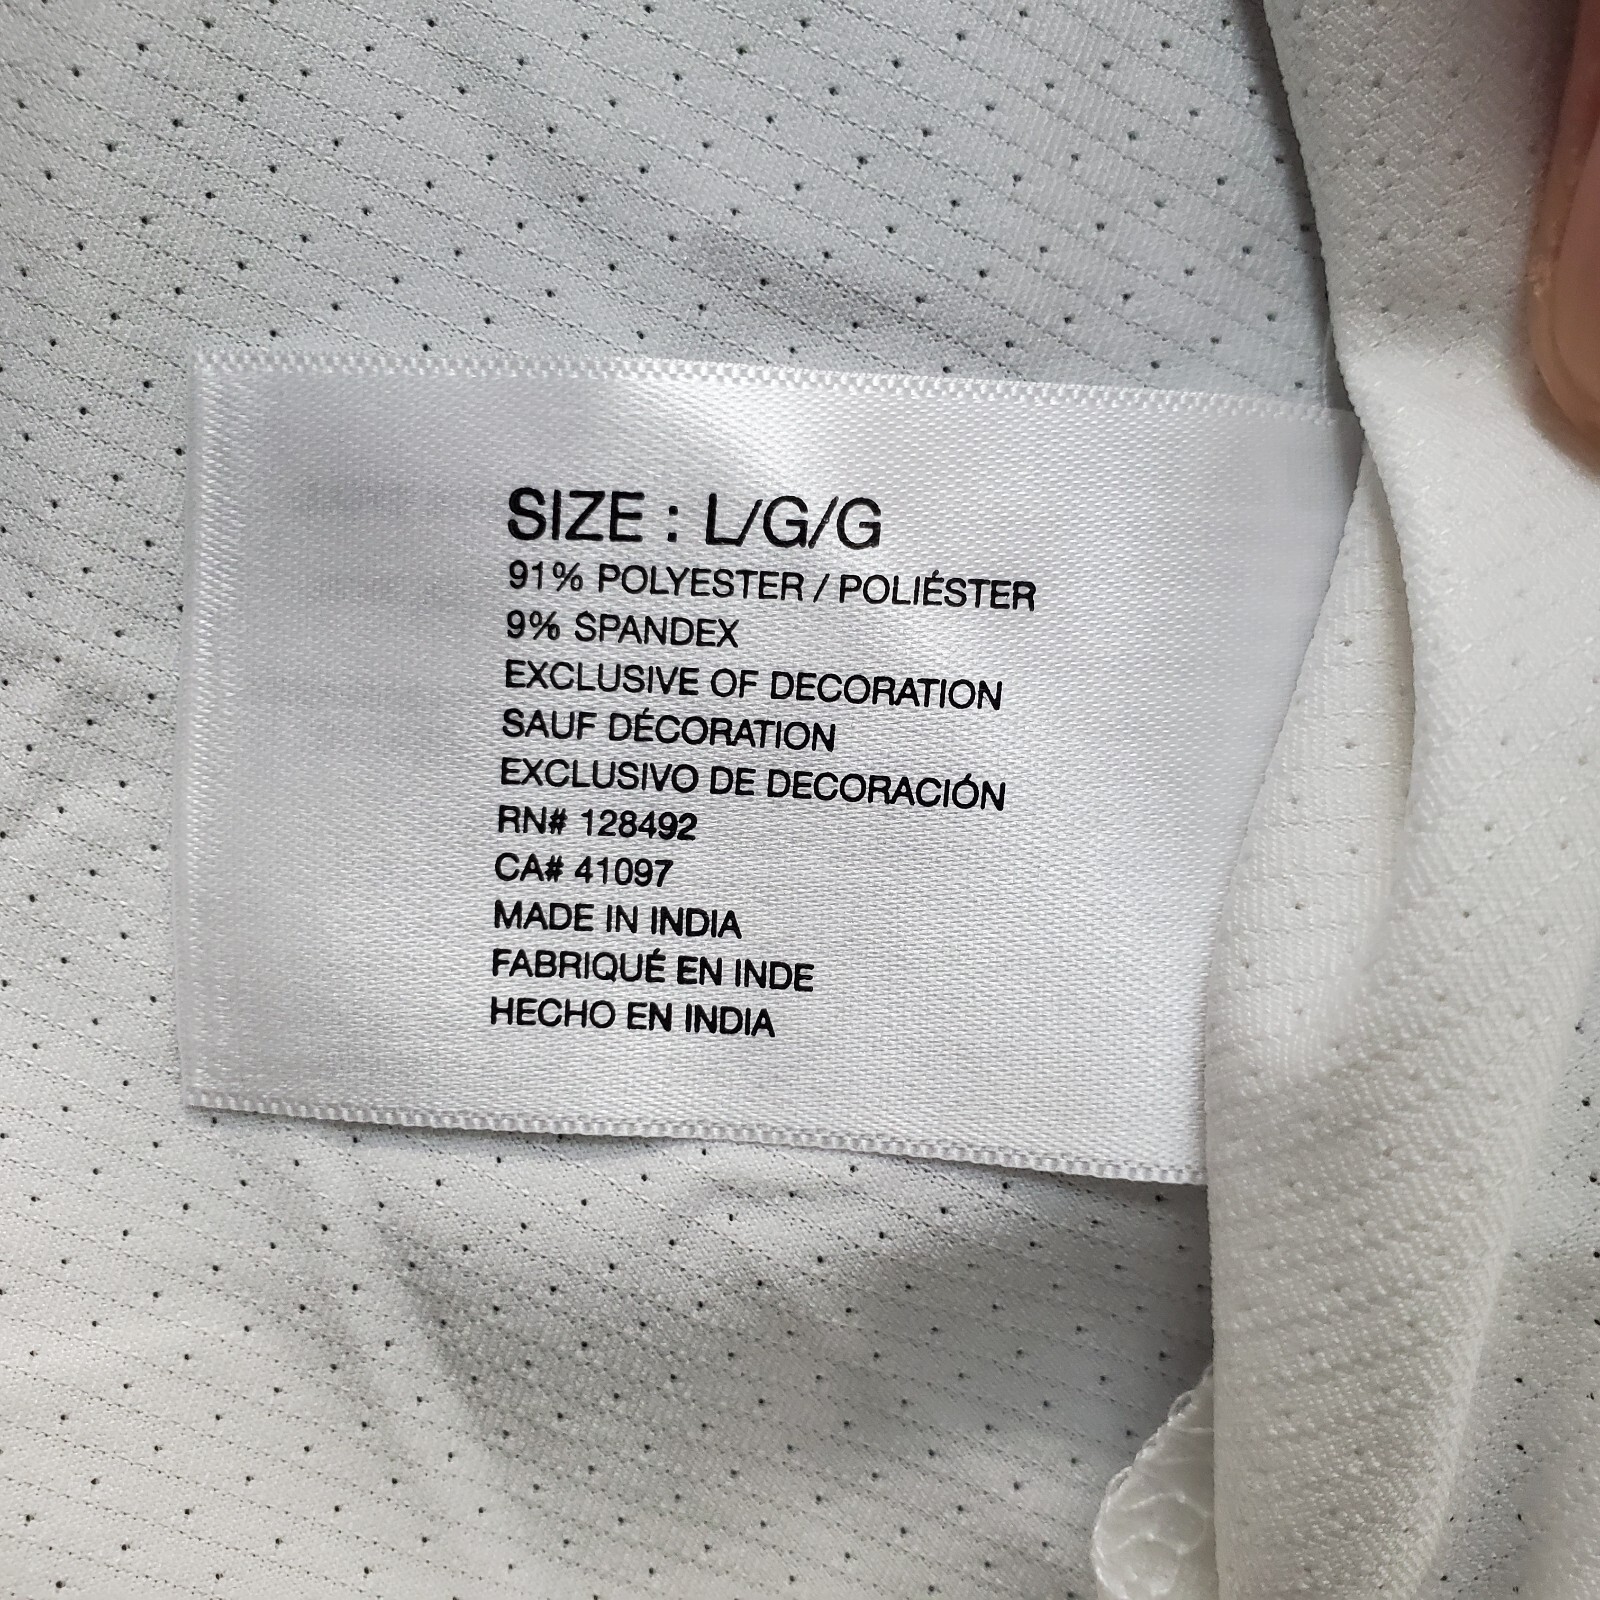 SIZE : L/G/G
91% POLYESTER / POLIÉSTER
9% SPANDEX
EXCLUSIVE OF DECORATION
SAUF DÉCORATION
EXCLUSIVO DE DECORACIÓN
RN# 128492
CA# 41097
MADE IN INDIA
FABRIQUÉ EN INDE
HECHO EN INDIA